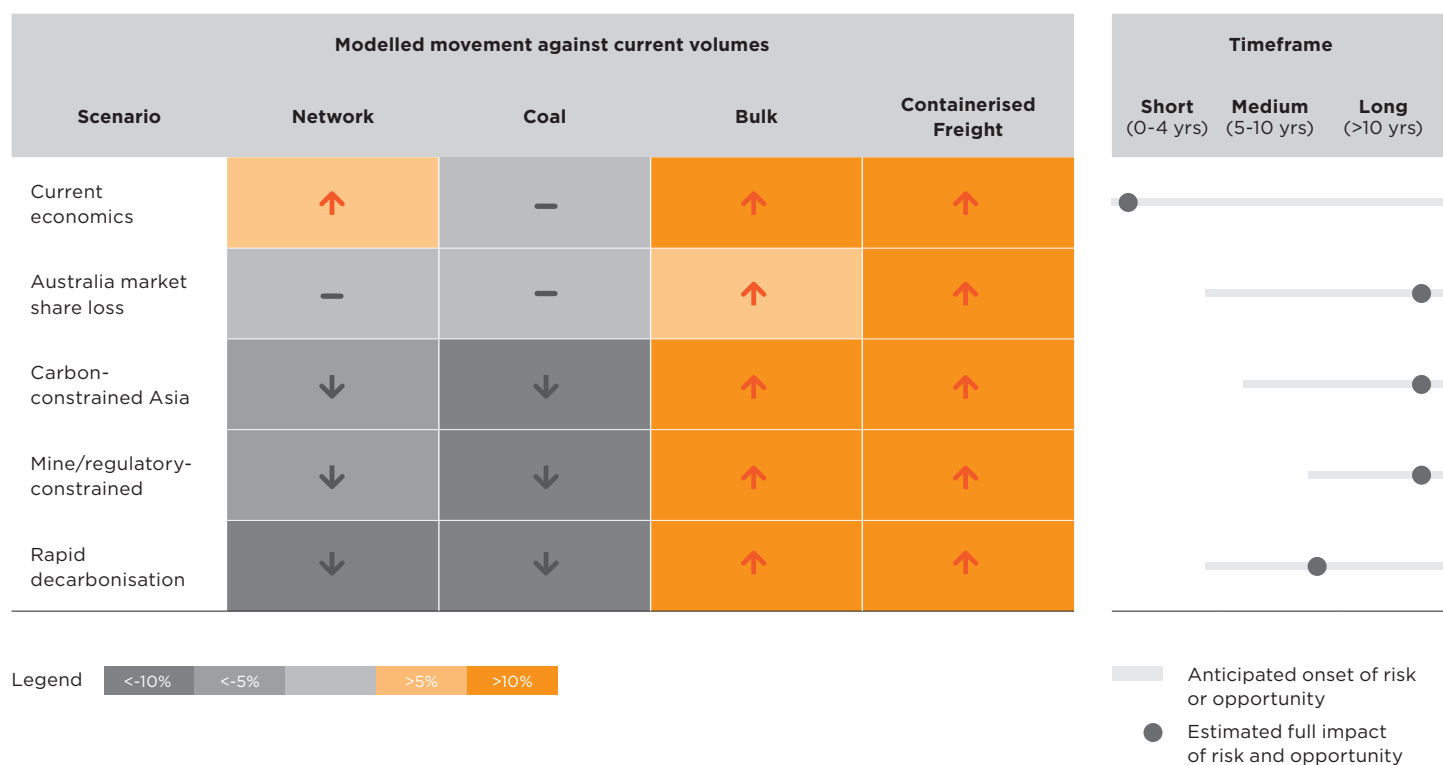 Modelled movement against current volumes
Timeframe
Scenario
Network
Coal
Bulk
Containerised
Freight
Short
(0-4 yrs)
Medium
(5-10 yrs)
Long
(>10 yrs)
Current
economics
Australia market
share loss
Carbon-
constrained Asia
Mine/regulatory-
constrained
Rapid
decarbonisation
Legend
<-10%
<-5%
>5%
>10%
Anticipated onset of risk
or opportunity
Estimated full impact
of risk and opportunity